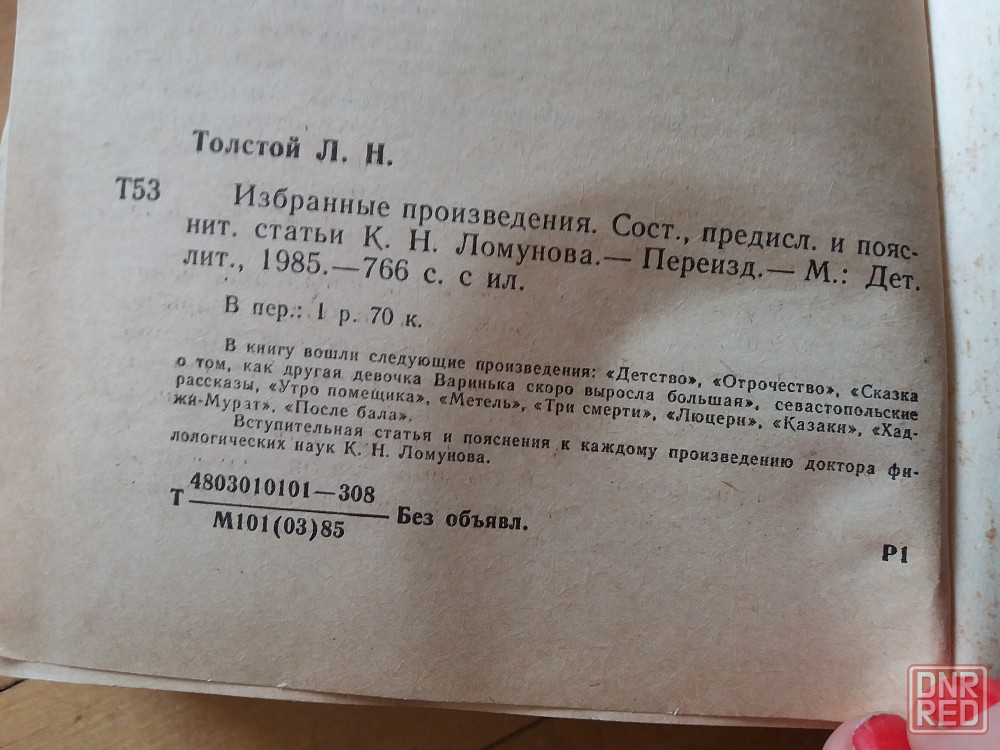 Толстой Л. Н.
Т53 Избранные произведения. Сост., предисл. и пояс-
нит. статьи К. Н. Ломунова.— Переизд.— М.: Дет.
лит., 1985.—766 с. с ил.
В пер.: 1 р. 70 к.
В книгу вошли следующие произведения: «Детство», «Отрочество», «Сказка
о том, как другая девочка Варинька скоро выросла большая», севастопольские
рассказы, «Утро помещика», «Метель», «Три смерти», «Люцерн», «Казаки», «Хад-
жи-Мурат», «После бала».
Вступительная статья и пояснения к каждому произведению доктора фи-
лологических наук К. Н. Ломунова.
4803010101—308
Т Без объявл.
М101(03)85
Р1
DNR
RED